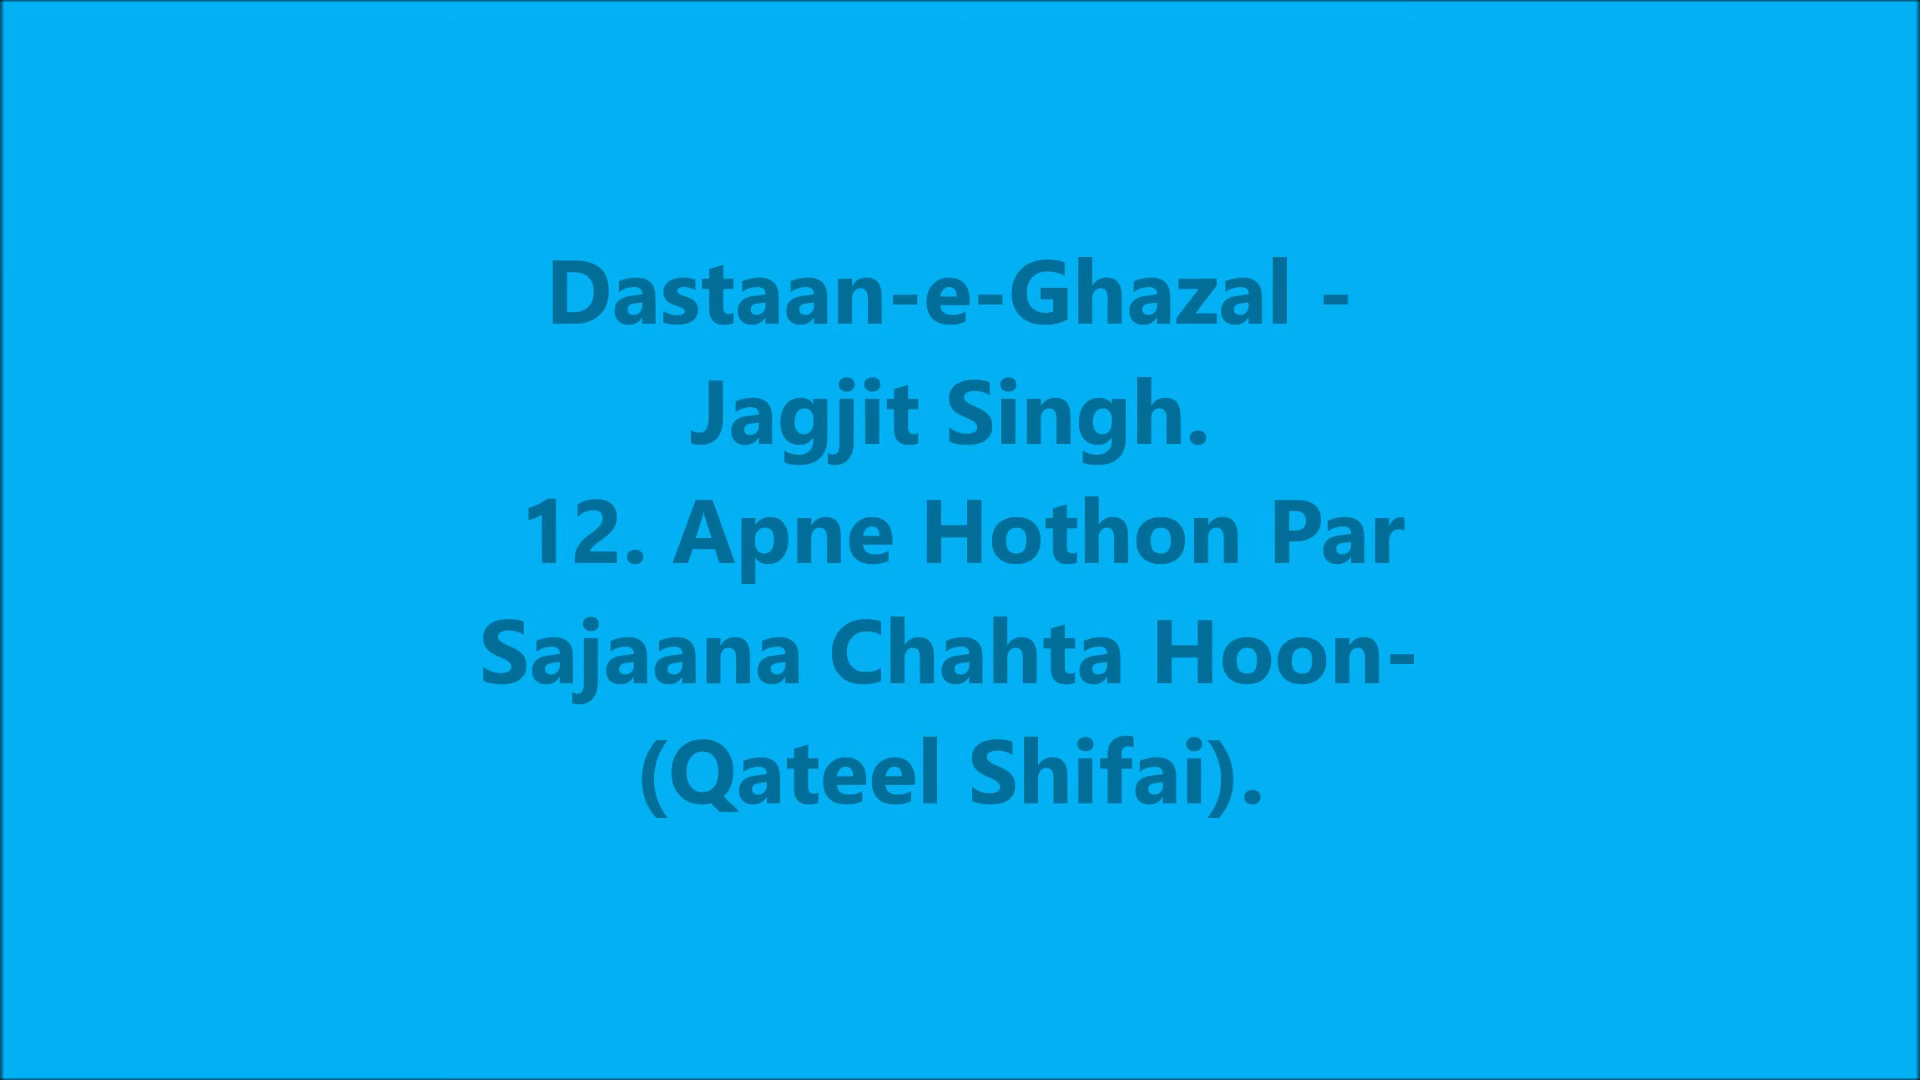 Dastaan-e-Ghazal -
Jagjit Singh.
12. Apne Hothon Par
Sajaana Chahta Hoon-
(Qateel Shifai).